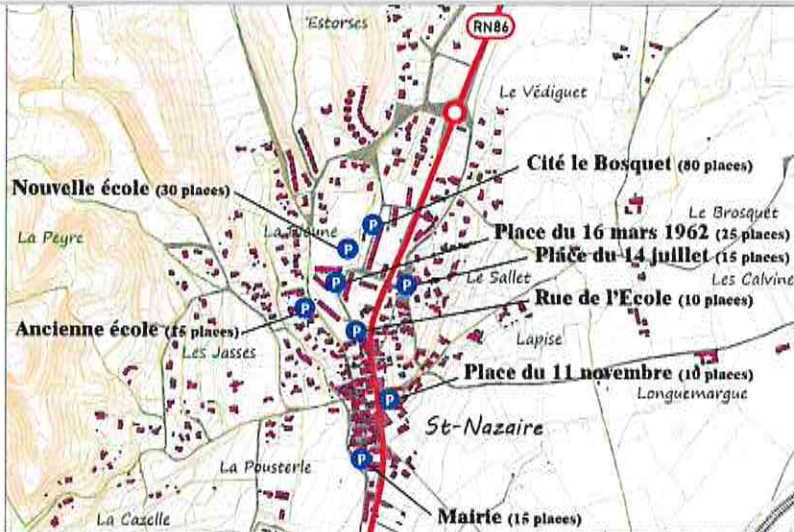 'Estorses
RN86
Le Védiguet
Cité le Bosquet (80 places)
Nouvelle école (30 places)
Le Brosquet
La Peyre
Place du 16 mars 1962 (25 places)
Place du 14 juillet (15 places)
Le Sallet
Les Calvine
Rue de l'Ecole (10 places)
Ancienne école (15 places)
Lapise
Les Jasses
Place du 11 novembre (10 places)
Longuemargue
St-Nazaire
La Pousterle
Mairie (15 places)
La Cazelle
P
P
P
P
P
P
P
P